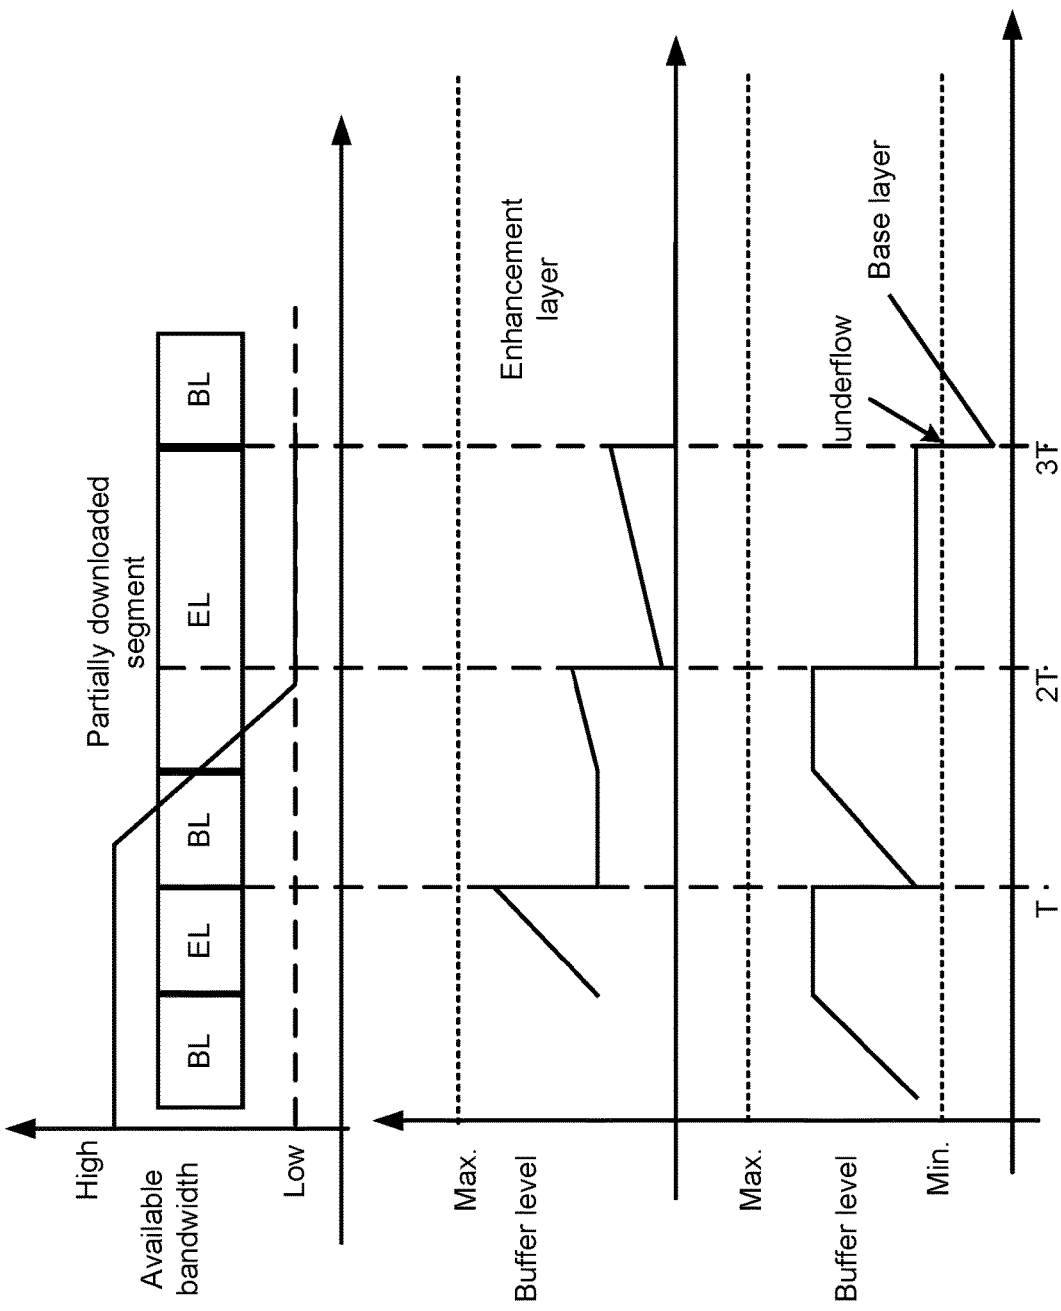 High
Available
bandwidth
Low
Partially downloaded
segment
BL
EL
BL
EL
BL
Max.
Buffer level
Enhancement
layer
Max.
Buffer level
Min.
underflow
Base layer
T
2T
3T